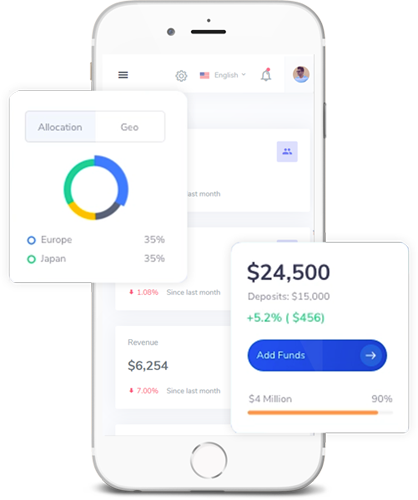 English
Allocation
Geo
Europe 35%
Japan 35%
last month
1.08% Since last month
Revenue
$6,254
7.00% Since last month
$24,500
Deposits: $15,000
+5.2% ( $456)
Add Funds
$4 Million 90%